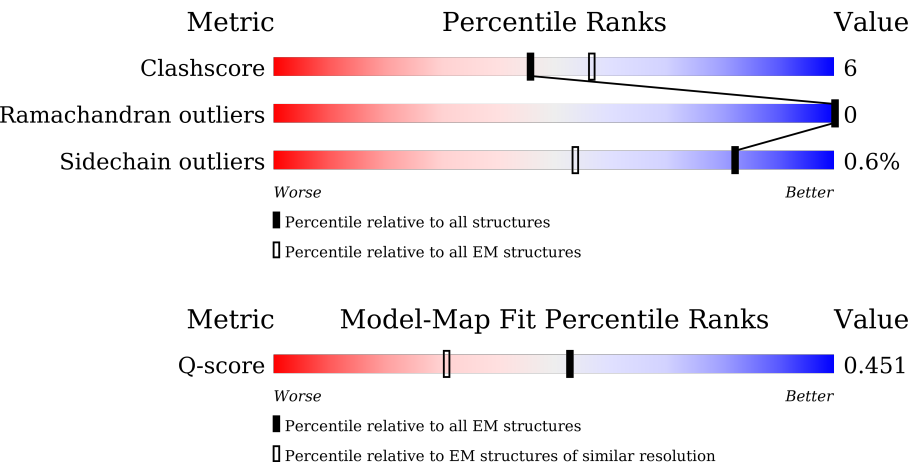 Metric Percentile Ranks Value
Clashscore 6
Ramachandran outliers 0
Sidechain outliers 0.6%
Worse Better
Percentile relative to all structures
Percentile relative to all EM structures
Metric Model-Map Fit Percentile Ranks Value
Q-score 0.451
Worse Better
Percentile relative to all EM structures
Percentile relative to EM structures of similar resolution